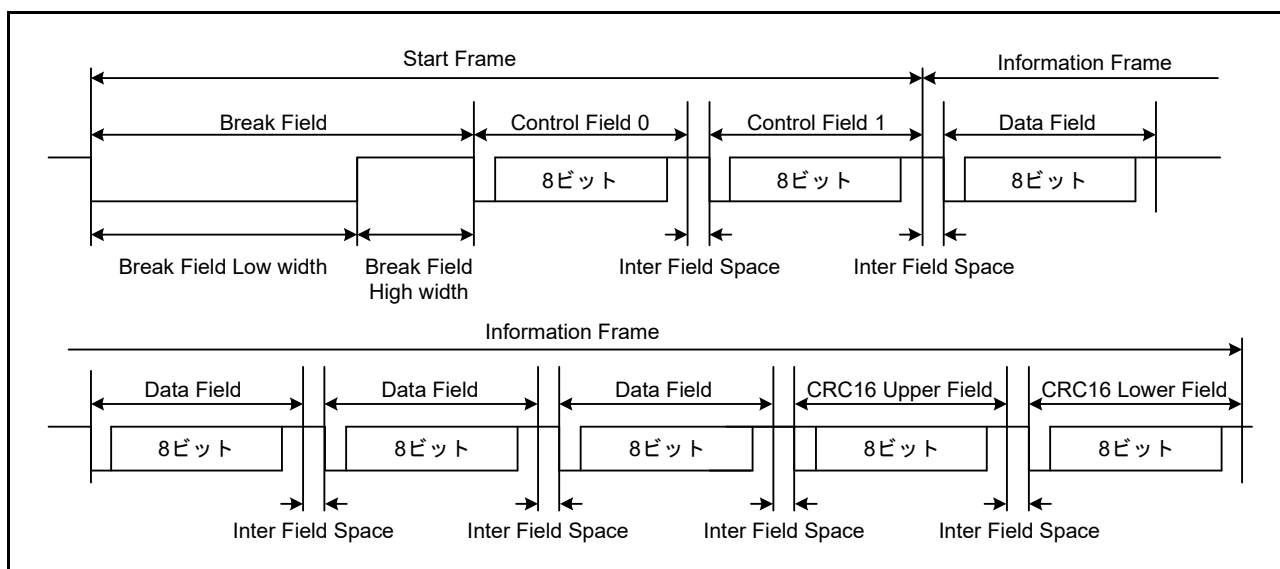 Start Frame
Information Frame
Break Field
Control Field 0
Control Field 1
Data Field
8ビット
8ビット
8ビット
Break Field Low width
Break Field
High width
Inter Field Space
Inter Field Space
Information Frame
Data Field
Data Field
Data Field
CRC16 Upper Field
CRC16 Lower Field
8ビット
8ビット
8ビット
8ビット
8ビット
Inter Field Space
Inter Field Space
Inter Field Space
Inter Field Space